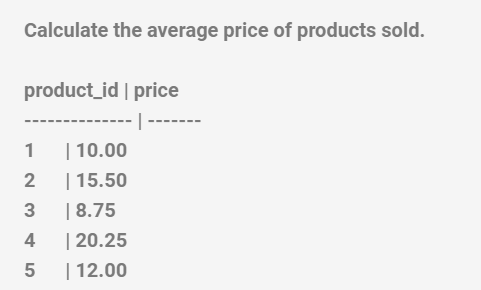 Calculate the average price of products sold.
product_id | price
-------------- | -------
1 | 10.00
2 | 15.50
3 | 8.75
4 | 20.25
5 | 12.00